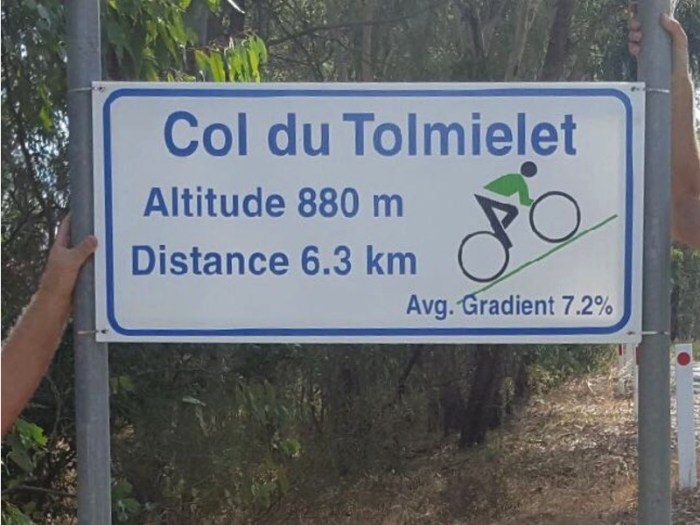 Col du Tolmielet
Altitude 880 m
Distance 6.3 km
Avg. Gradient 7.2%